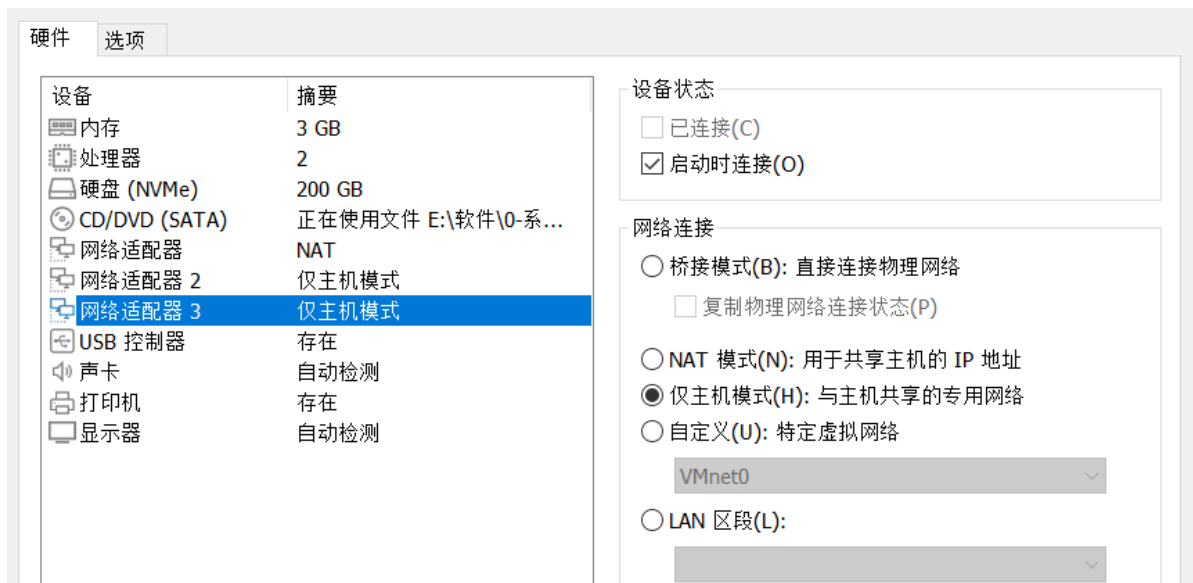 硬件 选项
设备 摘要
内存 3 GB
处理器 2
硬盘 (NVMe) 200 GB
CD/DVD (SATA) 正在使用文件 E:\软件\0-系...
网络适配器 NAT
网络适配器 2 仅主机模式
网络适配器 3 仅主机模式
USB 控制器 存在
声卡 自动检测
打印机 存在
显示器 自动检测
设备状态
已连接(C)
启动时连接(O)
网络连接
桥接模式(B): 直接连接物理网络
复制物理网络连接状态(P)
NAT 模式(N): 用于共享主机的 IP 地址
仅主机模式(H): 与主机共享的专用网络
自定义(U): 特定虚拟网络
VMnet0
LAN 区段(L):